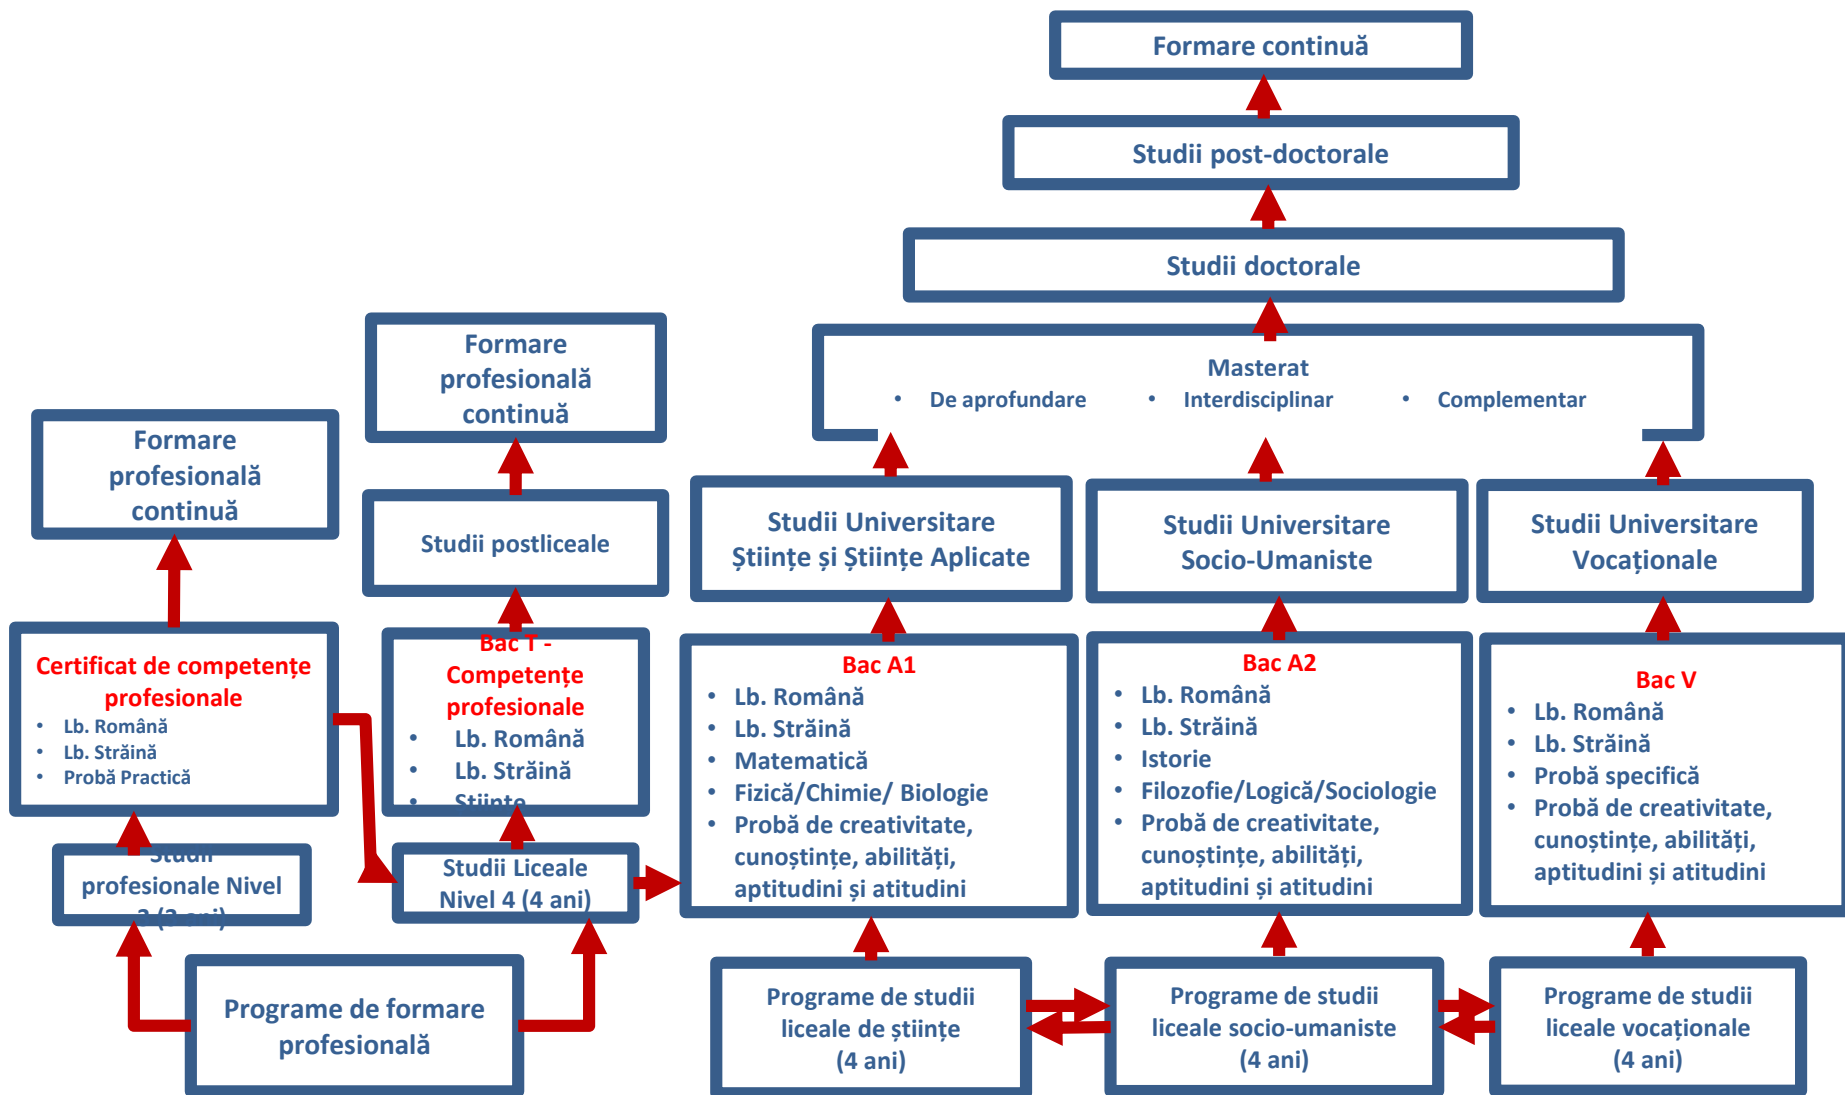 Formare continuă
Studii post-doctorale
Studii doctorale
Masterat
• De aprofundare • Interdisciplinar • Complementar
Formare
profesională
continuă
Formare
profesională
continuă
Studii postliceale
Studii Universitare
Științe și Științe Aplicate
Studii Universitare
Socio-Umaniste
Studii Universitare
Vocaționale
Certificat de competențe
profesionale
• Lb. Română
• Lb. Străină
• Probă Practică
Bac T -
Competențe
profesionale
• Lb. Română
• Lb. Străină
• Științe
Bac A1
• Lb. Română
• Lb. Străină
• Matematică
• Fizică/Chimie/ Biologie
• Probă de creativitate,
cunoștințe, abilități,
aptitudini și atitudini
Bac A2
• Lb. Română
• Lb. Străină
• Istorie
• Filozofie/Logică/Sociologie
• Probă de creativitate,
cunoștințe, abilități,
aptitudini și atitudini
Bac V
• Lb. Română
• Lb. Străină
• Probă specifică
• Probă de creativitate,
cunoștințe, abilități,
aptitudini și atitudini
Studii
profesionale Nivel
(3 ani)
Studii Liceale
Nivel 4 (4 ani)
Programe de formare
profesională
Programe de studii
liceale de științe
(4 ani)
Programe de studii
liceale socio-umaniste
(4 ani)
Programe de studii
liceale vocaționale
(4 ani)